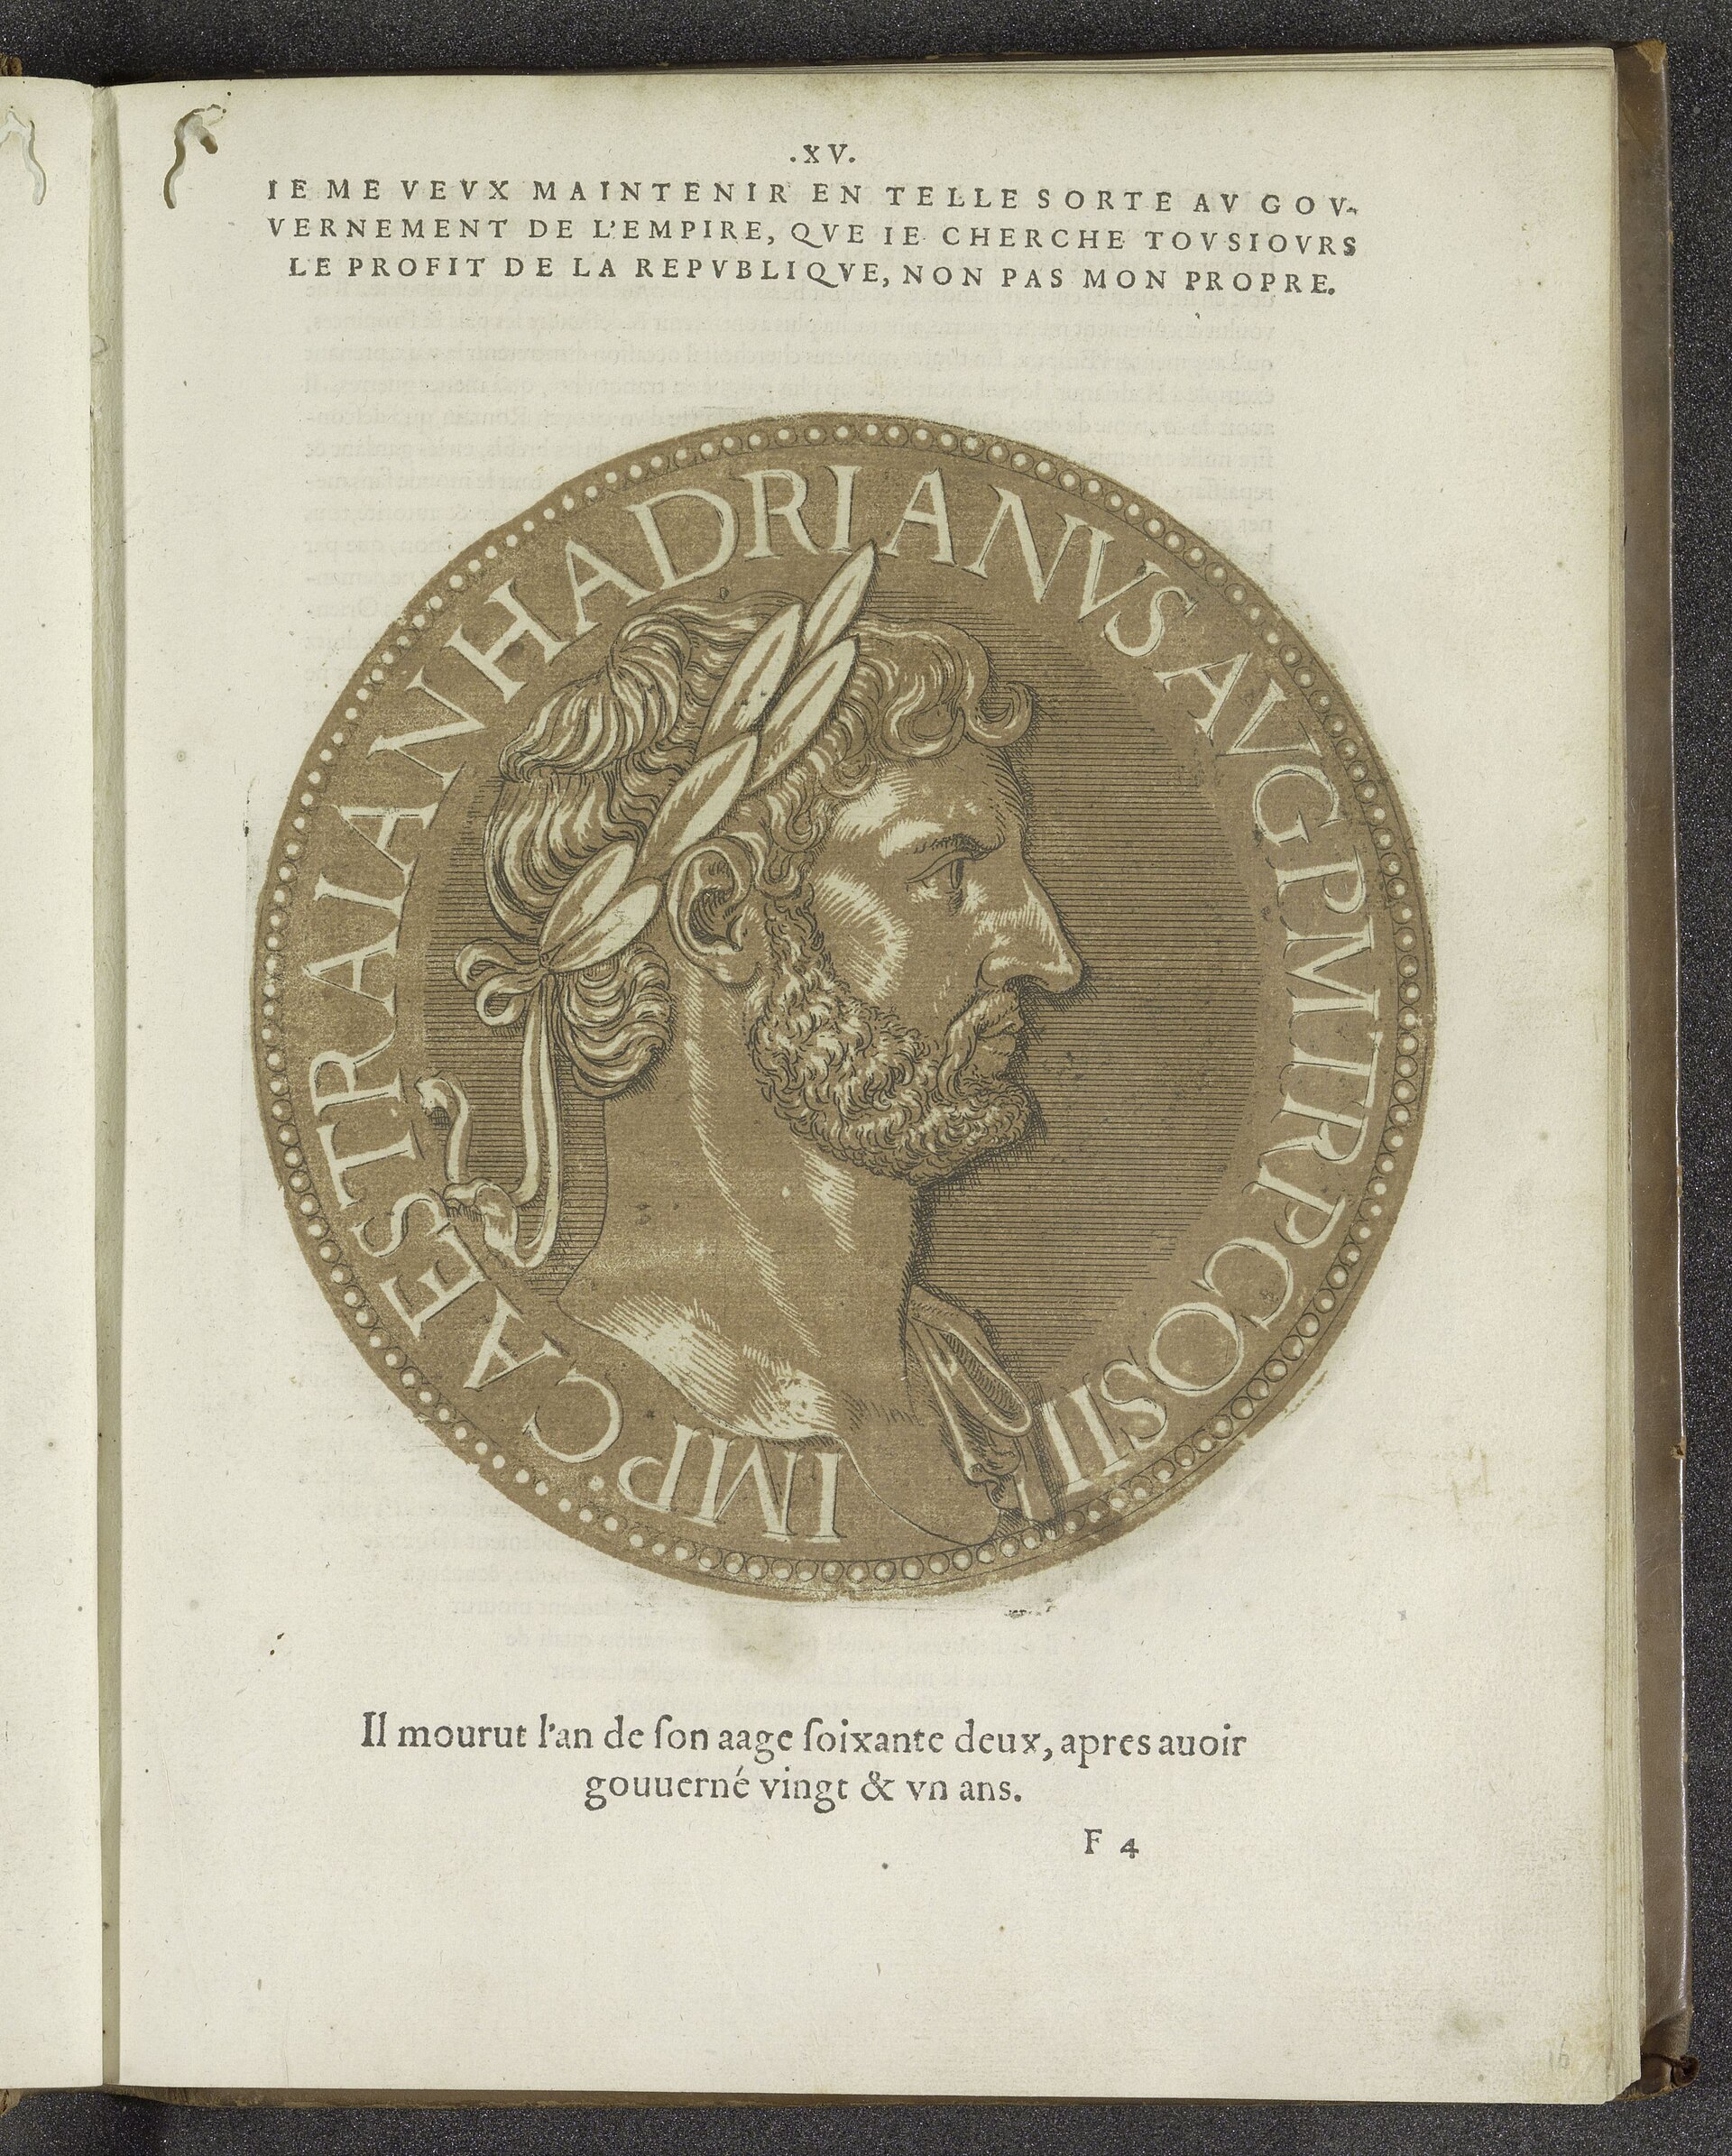 .XV.
IE ME VEVX MAINTENIR EN TELLE SORTE AV GOV-
VERNEMENT DE L'EMPIRE, QVE IE CHERCHE TOVSIOVRS
LE PROFIT DE LA REPVBLIQVE, NON PAS MON PROPRE.
IMP CAES TRAIAN HADRIANVS AVG P M TR P COS III
Il mourut l'an de ſon aage ſoixante deux, apres auoir
gouuerné vingt & vn ans.
F 4
16